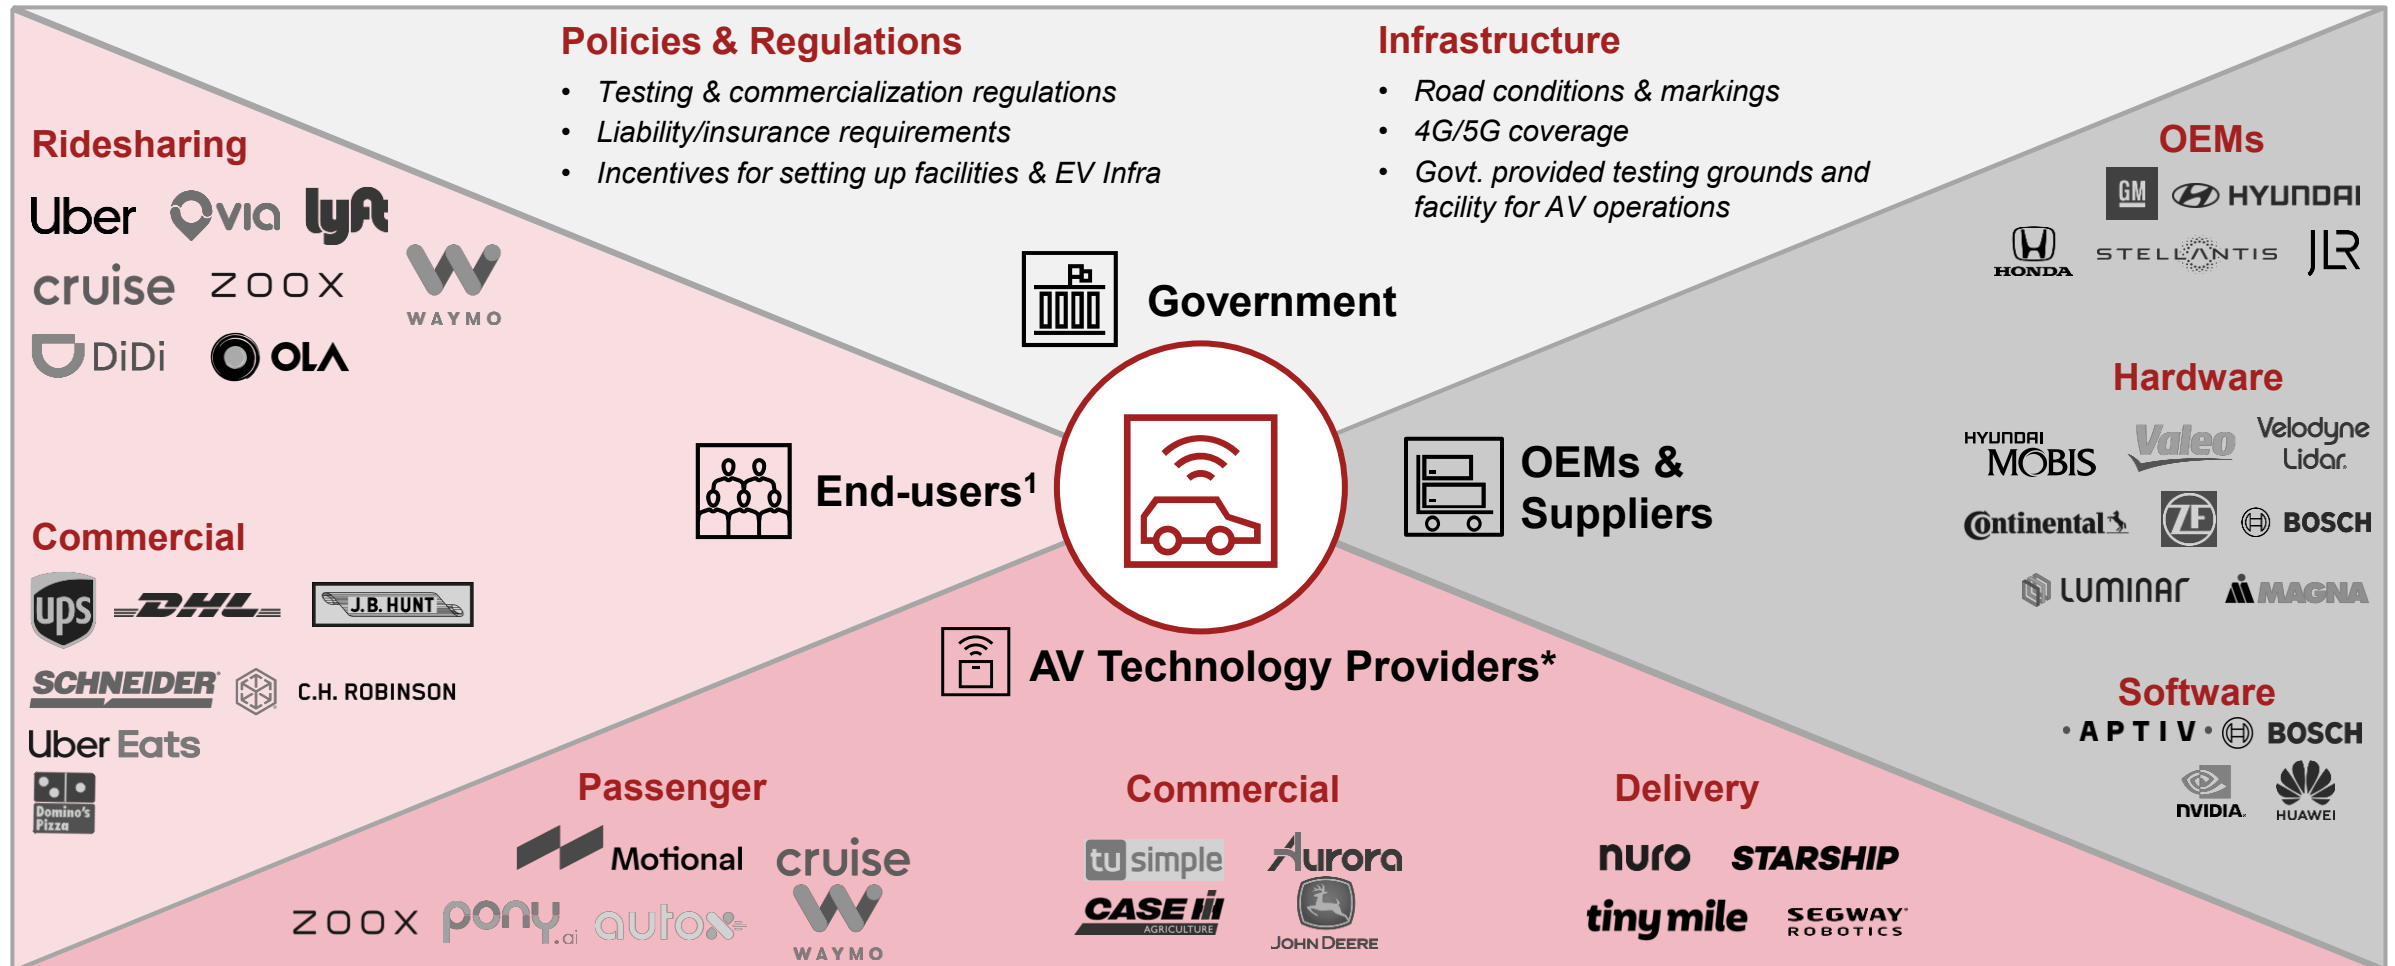 Policies & Regulations
• Testing & commercialization regulations
• Liability/insurance requirements
• Incentives for setting up facilities & EV Infra
Infrastructure
• Road conditions & markings
• 4G/5G coverage
• Govt. provided testing grounds and
facility for AV operations
Government
Ridesharing
Uber via lyft
cruise ZOOX WAYMO
DiDi OLA
End-users¹
Commercial
ups DHL J.B. HUNT
SCHNEIDER C.H. ROBINSON
Uber Eats
Domino's
Pizza
OEMs
GM HYUNDAI
HONDA STELLANTIS JLR
OEMs &
Suppliers
Hardware
HYUNDAI
MOBIS Valeo Velodyne
Lidar
Continental ZF BOSCH
LUMINAR MAGNA
Software
• APTIV • BOSCH
NVIDIA. HUAWEI
AV Technology Providers*
Passenger
Motional cruise
ZOOX pony.ai autox WAYMO
Commercial
tu simple Aurora
CASE IH
AGRICULTURE
JOHN DEERE
Delivery
nuro STARSHIP
tiny mile SEGWAY
ROBOTICS